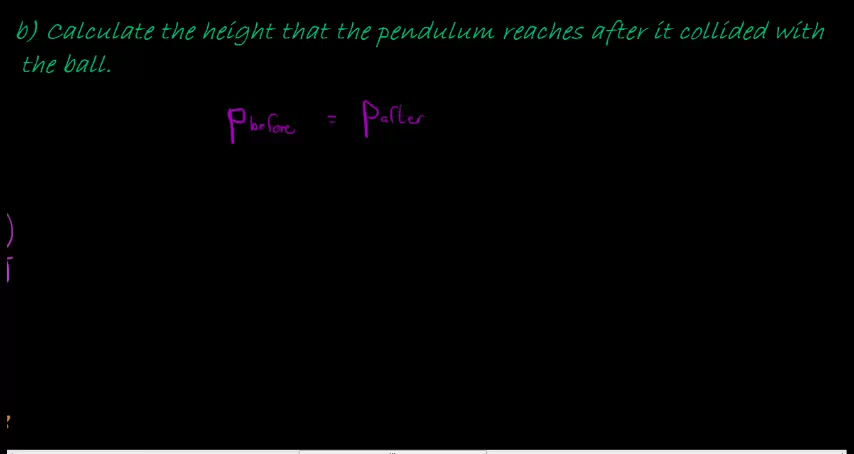 b) Calculate the height that the pendulum reaches after it collided with
the ball.
Pbefore = Pafter
)